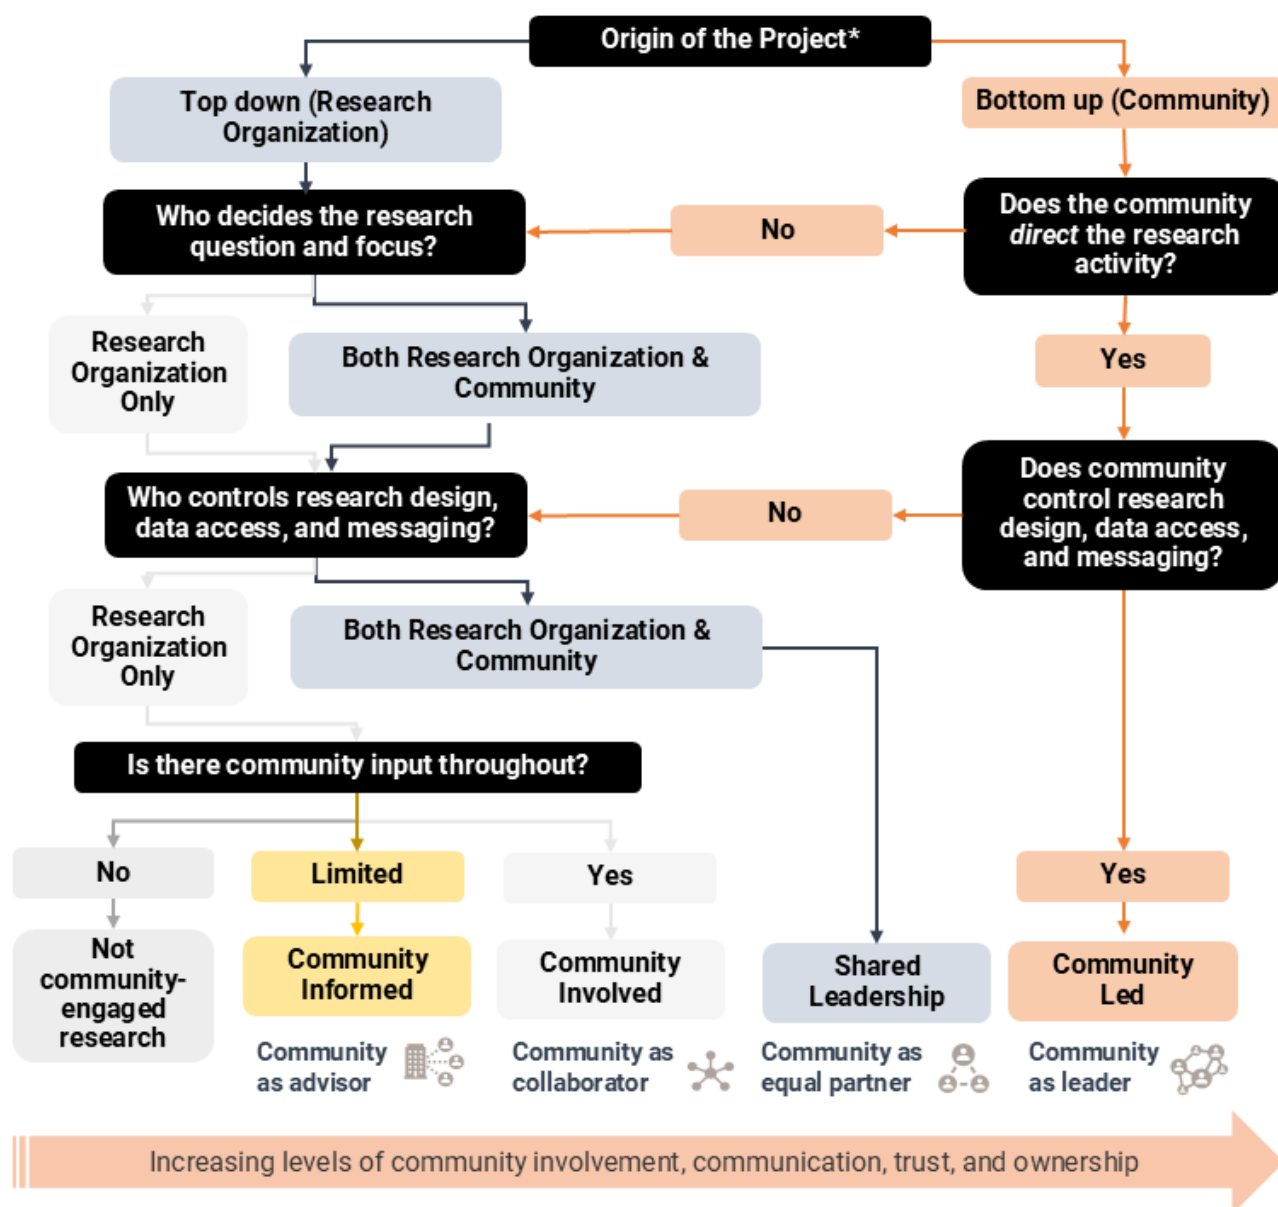 Origin of the Project*
Top down (Research
Organization)
Bottom up (Community)
Who decides the research
question and focus?
No
Does the community
direct the research
activity?
Research
Organization
Only
Both Research Organization &
Community
Yes
Who controls research design,
data access, and messaging?
No
Does community
control research
design, data access,
and messaging?
Research
Organization
Only
Both Research Organization &
Community
Is there community input throughout?
No
Limited
Yes
Yes
Not
community-
engaged
research
Community
Informed
Community
Involved
Shared
Leadership
Community
Led
Community
as advisor
Community as
collaborator
Community as
equal partner
Community
as leader
Increasing levels of community involvement, communication, trust, and ownership